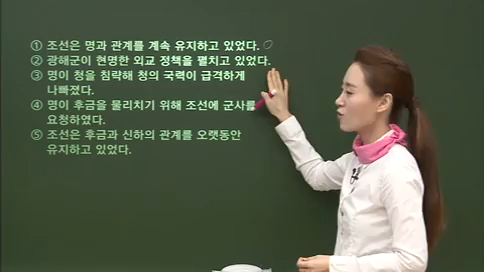 ① 조선은 명과 관계를 계속 유지하고 있었다.
② 광해군이 현명한 외교 정책을 펼치고 있었다.
③ 명이 청을 침략해 청의 국력이 급격하게
나빠졌다.
④ 명이 후금을 물리치기 위해 조선에 군사를
요청하였다.
⑤ 조선은 후금과 신하의 관계를 오랫동안
유지하고 있었다.